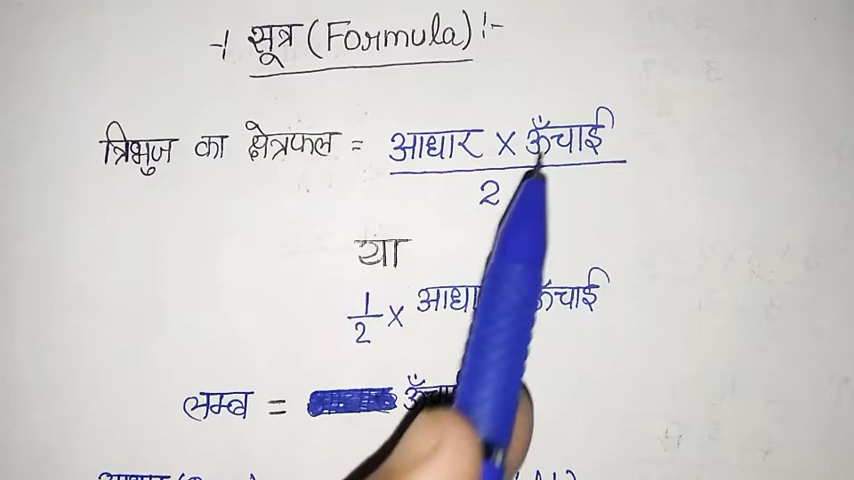 -: सूत्र (Formula) :-
त्रिभुज का क्षेत्रफल = आधार × ऊँचाई
2
या
1/2 × ऊँचाई
लम्ब =